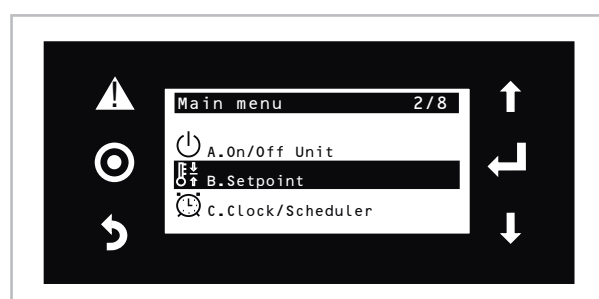 Main menu 2/8
A.On/Off Unit
B.Setpoint
C.Clock/Scheduler